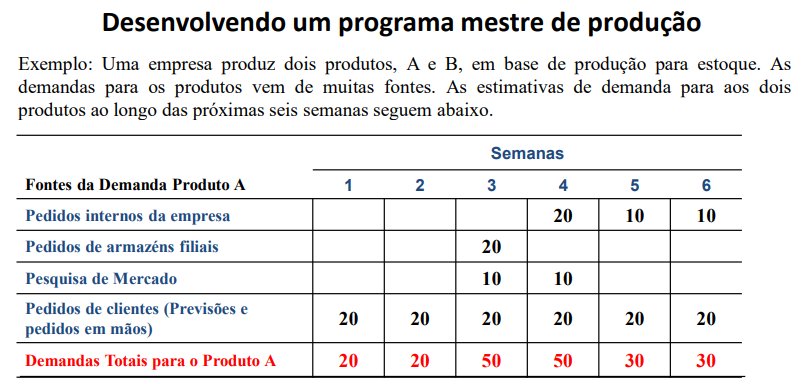 Desenvolvendo um programa mestre de produção
Exemplo: Uma empresa produz dois produtos, A e B, em base de produção para estoque. As
demandas para os produtos vem de muitas fontes. As estimativas de demanda para aos dois
produtos ao longo das próximas seis semanas seguem abaixo.
Semanas
Fontes da Demanda Produto A 1 2 3 4 5 6
Pedidos internos da empresa 20 10 10
Pedidos de armazéns filiais 20
Pesquisa de Mercado 10 10
Pedidos de clientes (Previsões e
pedidos em mãos) 20 20 20 20 20 20
Demandas Totais para o Produto A 20 20 50 50 30 30